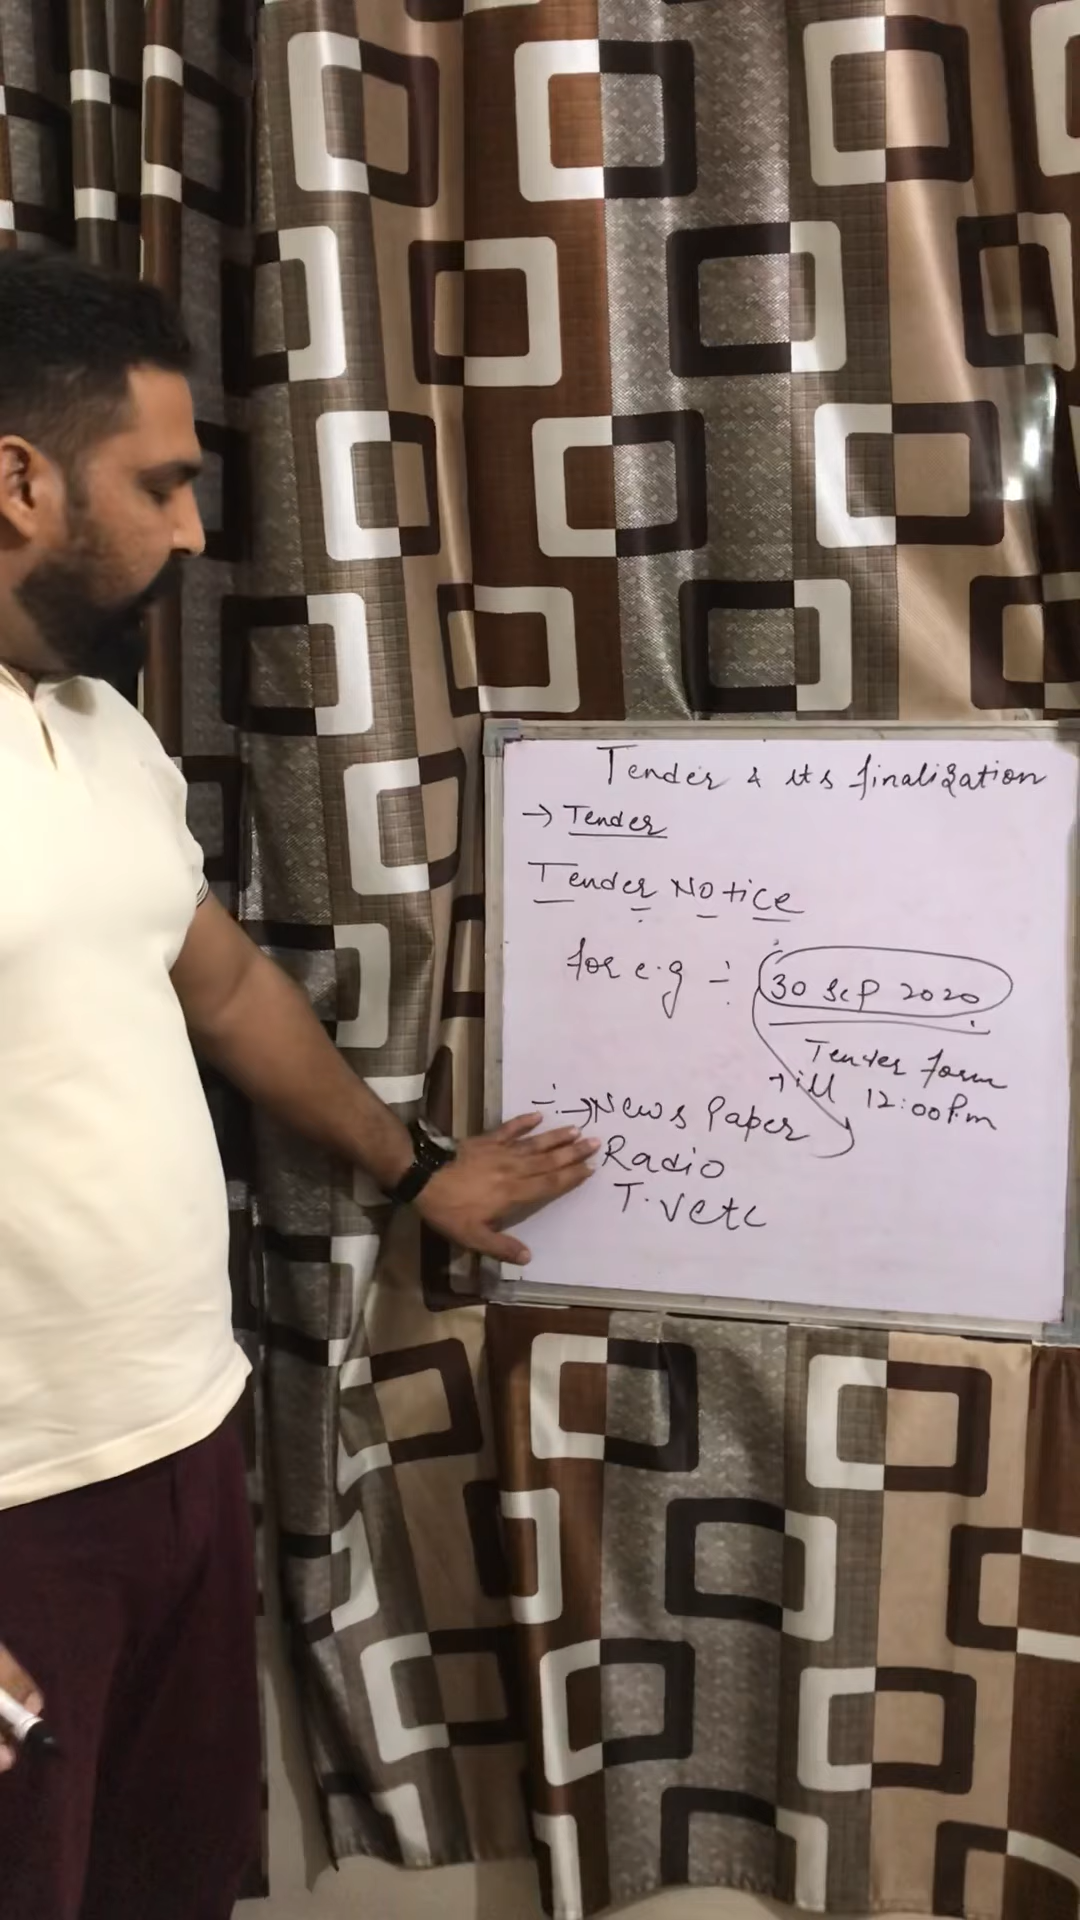 Tender & its finalization
→ Tender
Tender Notice
for e.g ÷ 30 Sep 2020
Tender form
till 12:00 P.m
÷ → News Paper
Radio
T.V etc